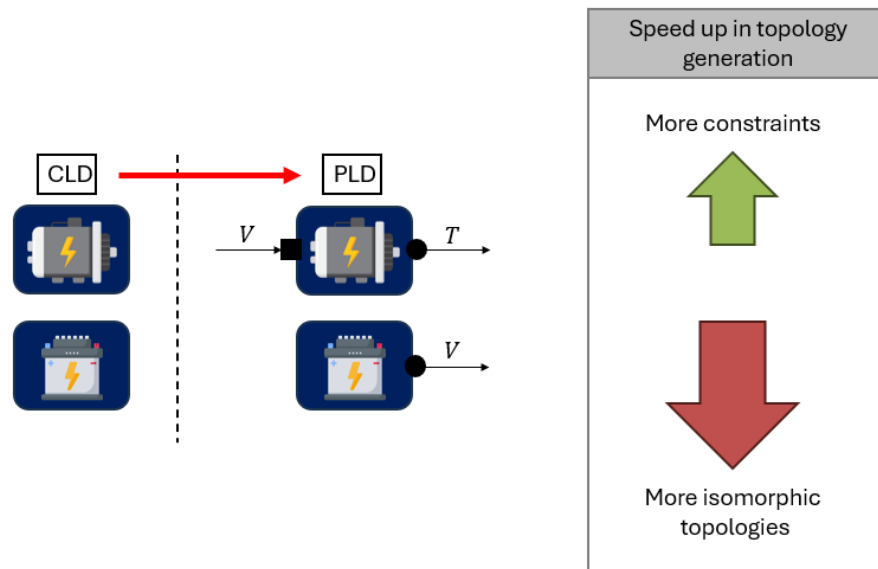 Speed up in topology
generation
More constraints
CLD
PLD
V
T
V
More isomorphic
topologies